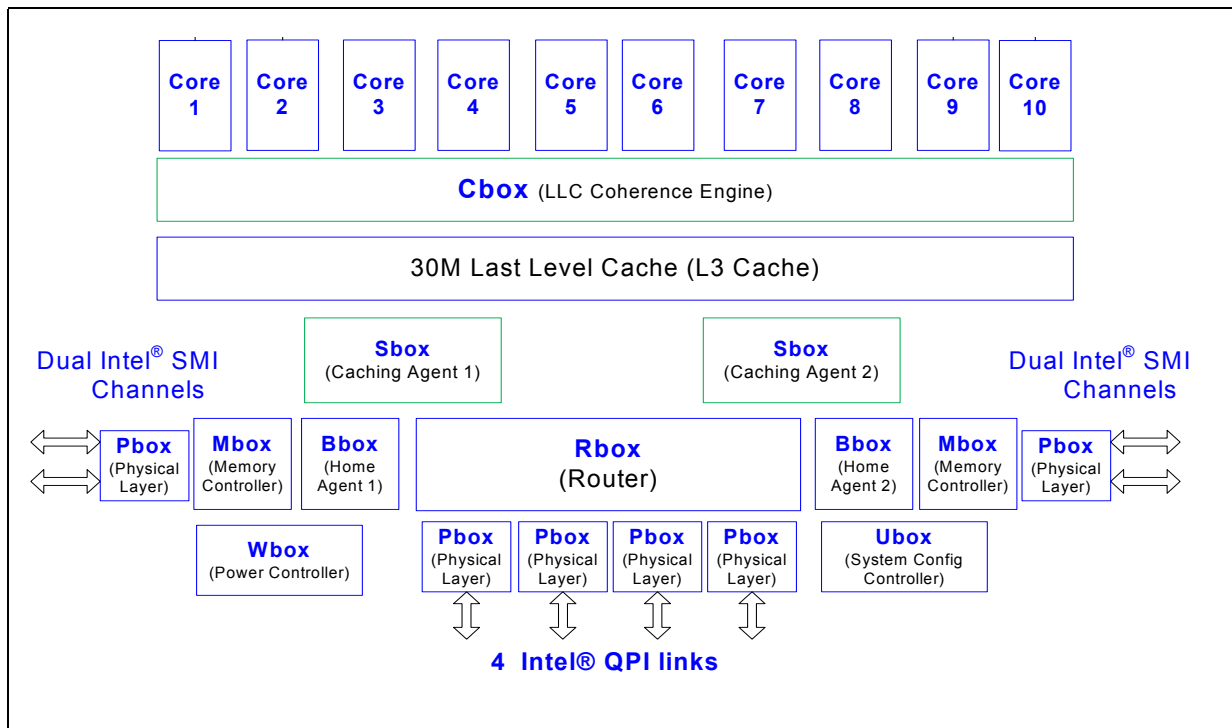 Core 1
Core 2
Core 3
Core 4
Core 5
Core 6
Core 7
Core 8
Core 9
Core 10
Cbox (LLC Coherence Engine)
30M Last Level Cache (L3 Cache)
Sbox
(Caching Agent 1)
Sbox
(Caching Agent 2)
Dual Intel® SMI
Channels
Dual Intel® SMI
Channels
Pbox
(Physical
Layer)
Mbox
(Memory
Controller)
Bbox
(Home
Agent 1)
Rbox
(Router)
Bbox
(Home
Agent 2)
Mbox
(Memory
Controller)
Pbox
(Physical
Layer)
Wbox
(Power Controller)
Pbox
(Physical
Layer)
Pbox
(Physical
Layer)
Pbox
(Physical
Layer)
Pbox
(Physical
Layer)
Ubox
(System Config
Controller)
4 Intel® QPI links